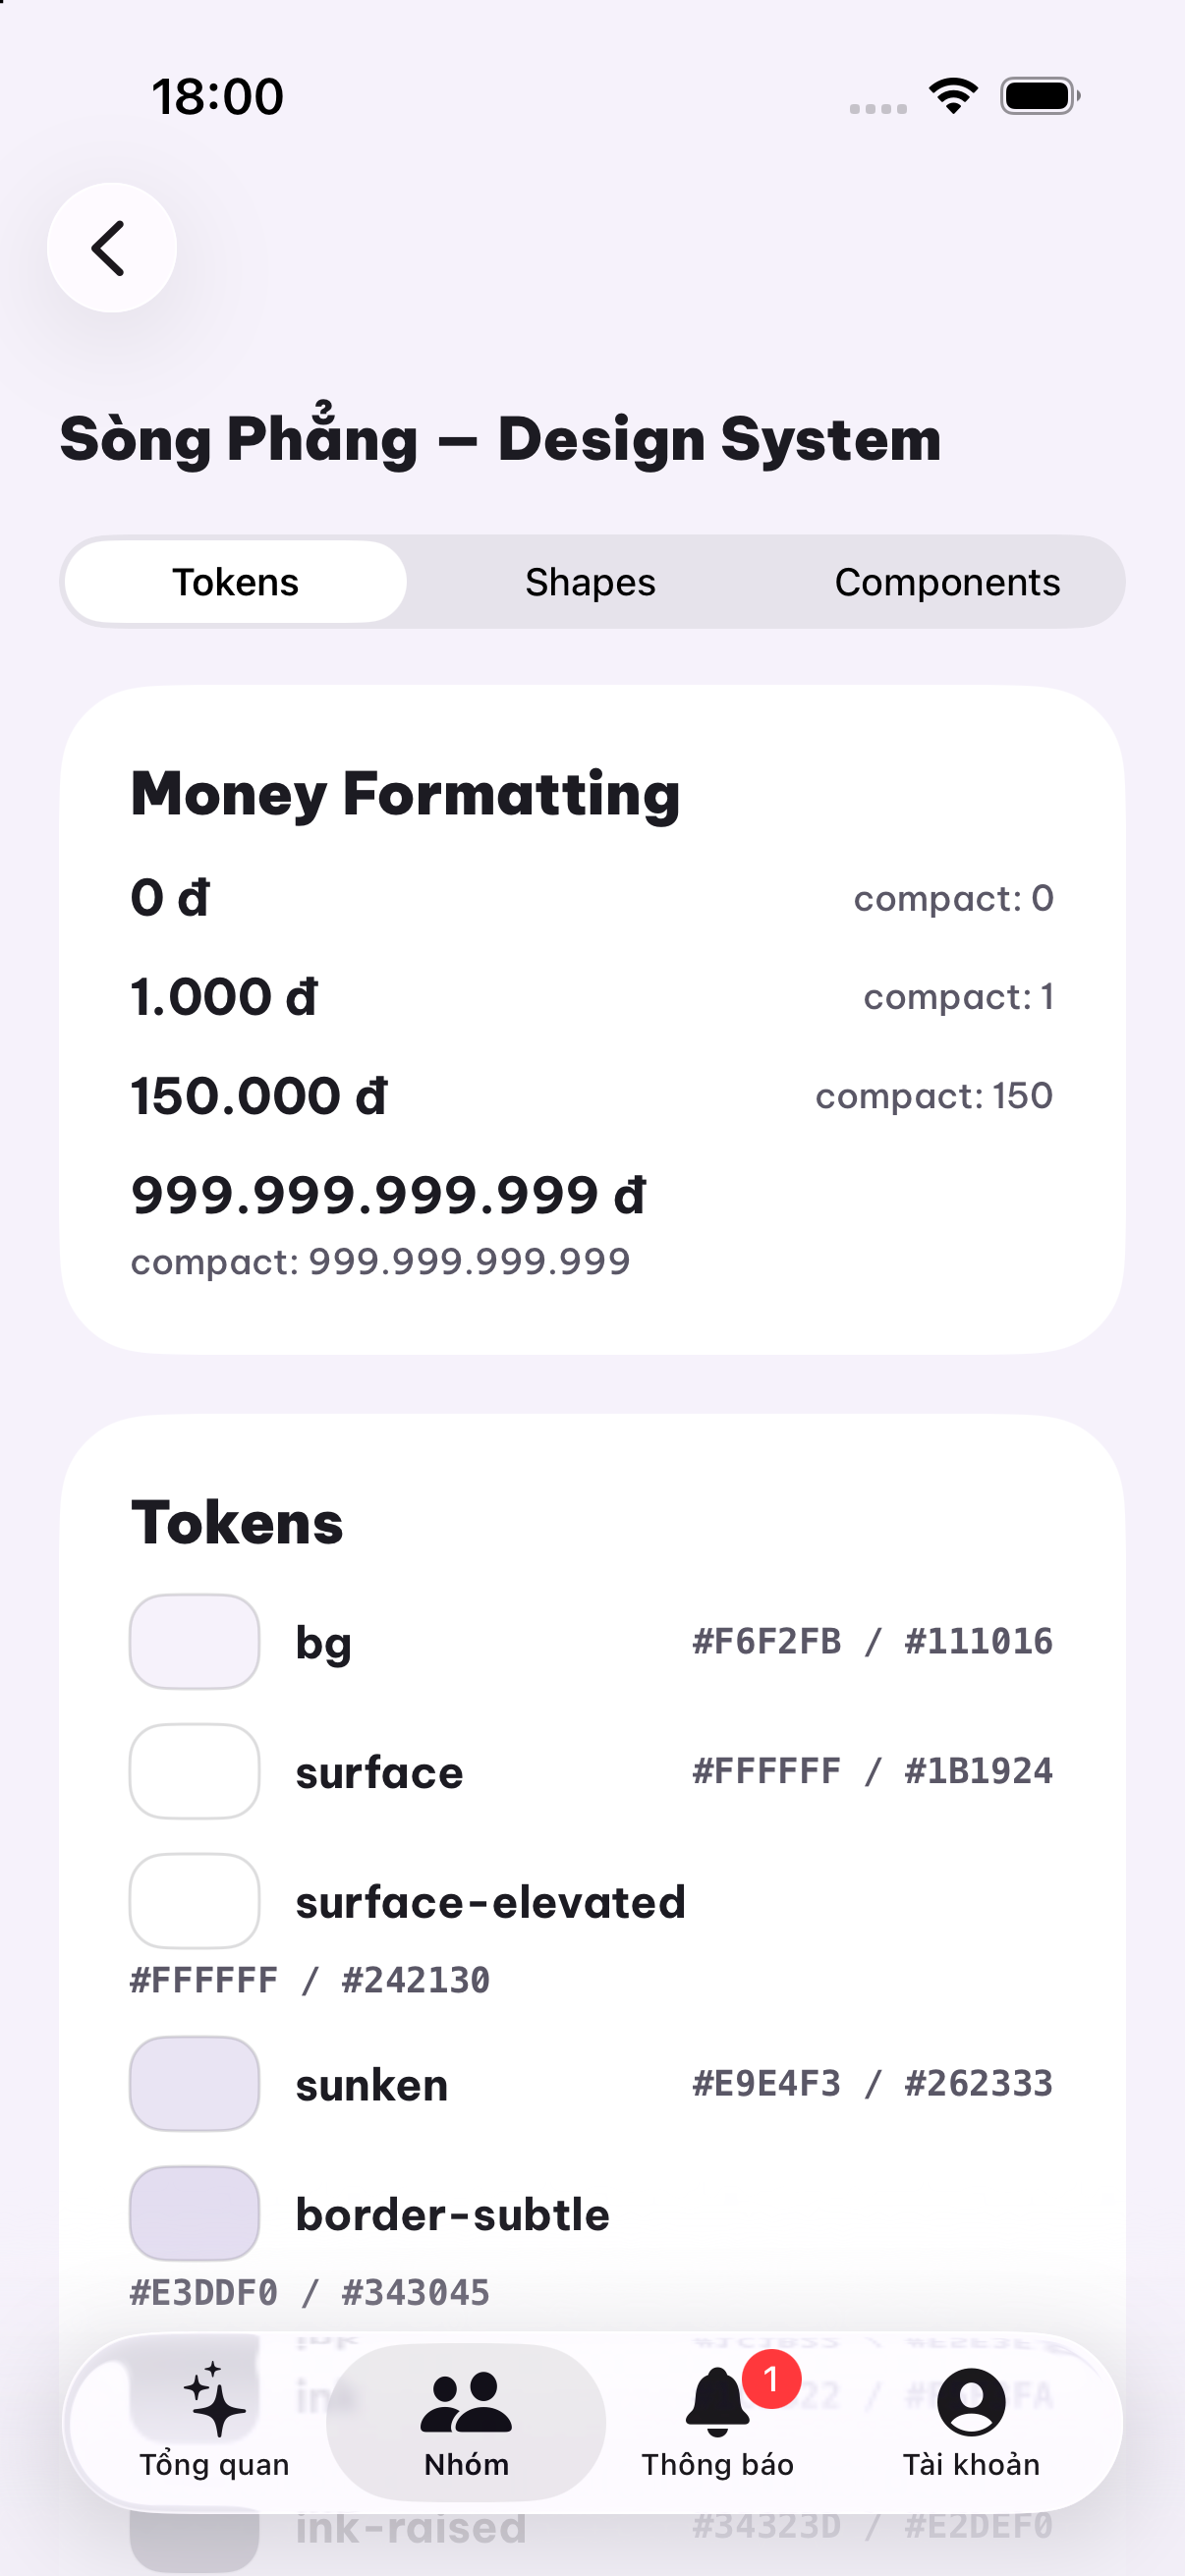 18:00
Sòng Phẳng — Design System
Tokens Shapes Components
Money Formatting
0 đ compact: 0
1.000 đ compact: 1
150.000 đ compact: 150
999.999.999.999 đ
compact: 999.999.999.999
Tokens
bg #F6F2FB / #111016
surface #FFFFFF / #1B1924
surface-elevated
#FFFFFF / #242130
sunken #E9E4F3 / #262333
border-subtle
#E3DDF0 / #343045
1
Tổng quan Nhóm Thông báo Tài khoản
ink-raised #34323D / #E2DEF0